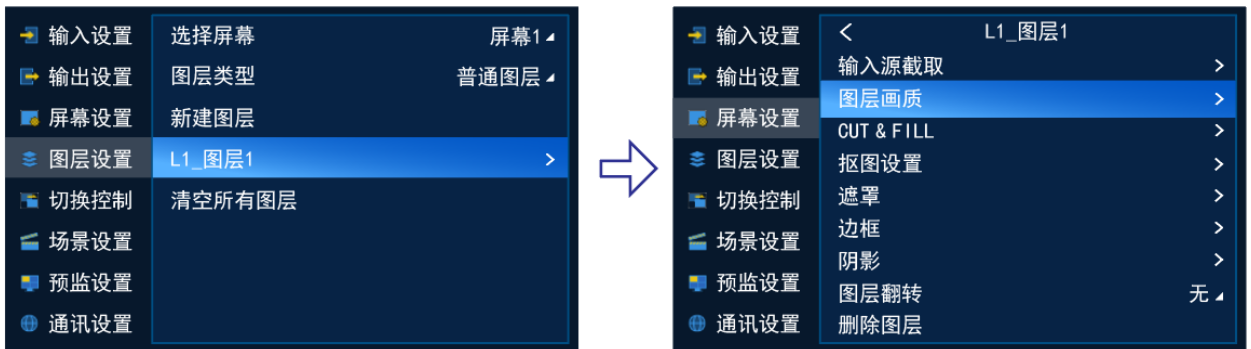 输入设置
输出设置
屏幕设置
图层设置
切换控制
场景设置
预监设置
通讯设置
选择屏幕 屏幕1
图层类型 普通图层
新建图层
L1_图层1
清空所有图层
输入设置
输出设置
屏幕设置
图层设置
切换控制
场景设置
预监设置
通讯设置
L1_图层1
输入源截取
图层画质
CUT & FILL
抠图设置
遮罩
边框
阴影
图层翻转 无
删除图层